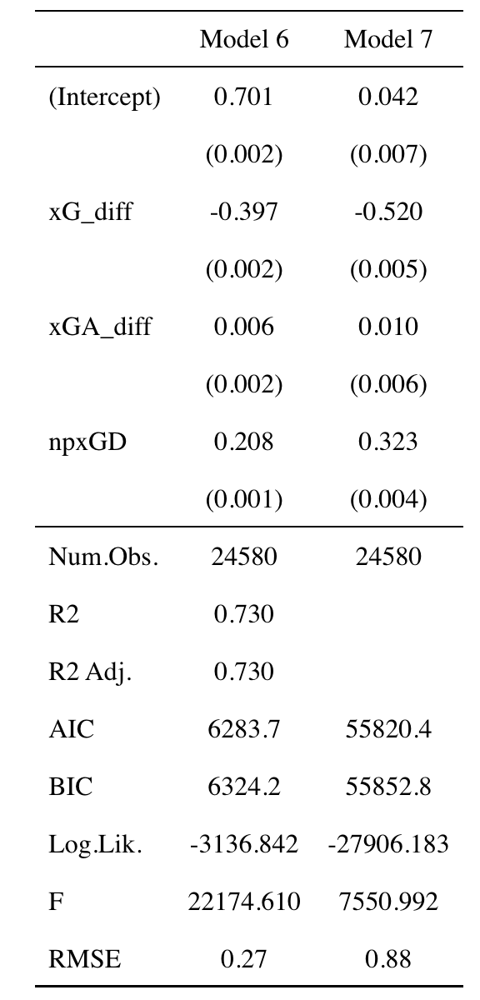 Model 6 Model 7
(Intercept) 0.701 0.042
(0.002) (0.007)
xG_diff -0.397 -0.520
(0.002) (0.005)
xGA_diff 0.006 0.010
(0.002) (0.006)
npxGD 0.208 0.323
(0.001) (0.004)
Num.Obs. 24580 24580
R2 0.730
R2 Adj. 0.730
AIC 6283.7 55820.4
BIC 6324.2 55852.8
Log.Lik. -3136.842 -27906.183
F 22174.610 7550.992
RMSE 0.27 0.88